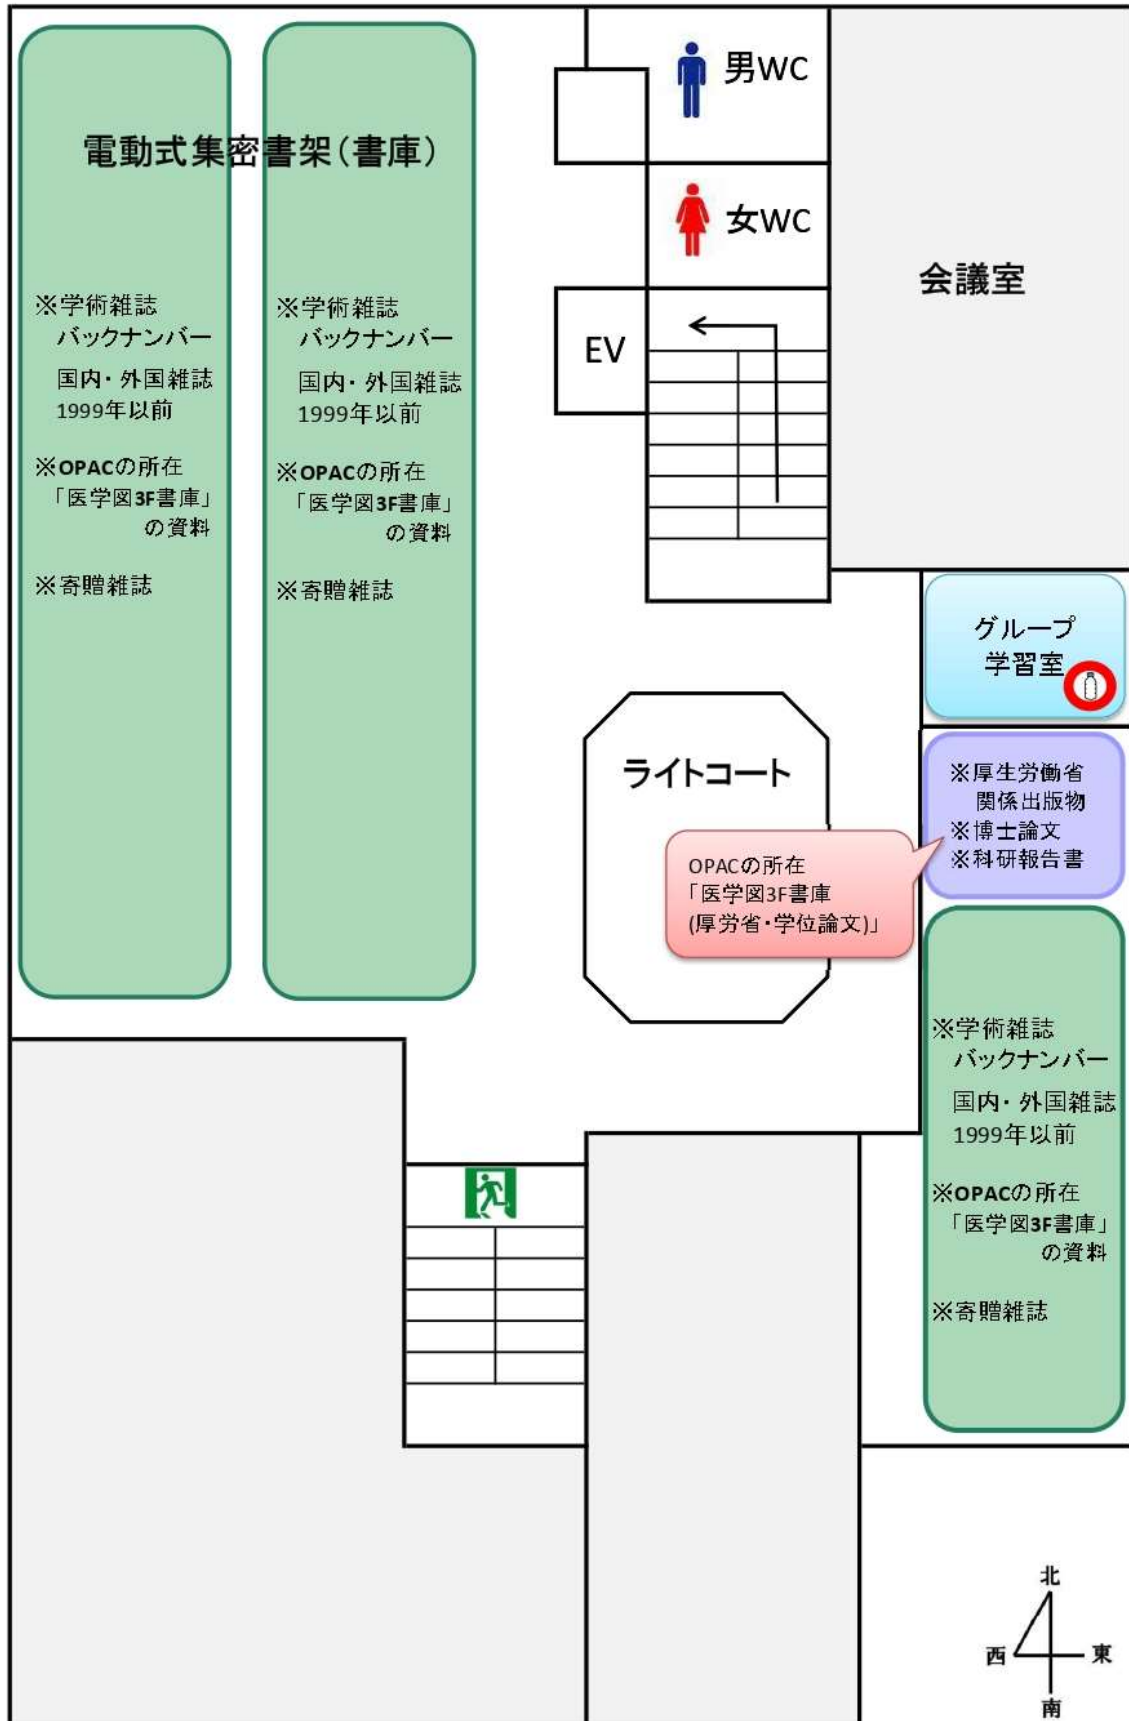 男WC
電動式集密書架(書庫)
女WC
会議室
EV
※学術雑誌
バックナンバー
国内・外国雑誌
1999年以前
※OPACの所在
「医学図3F書庫」
の資料
※寄贈雑誌
※学術雑誌
バックナンバー
国内・外国雑誌
1999年以前
※OPACの所在
「医学図3F書庫」
の資料
※寄贈雑誌
グループ
学習室
ライトコート
※厚生労働省
関係出版物
※博士論文
※科研報告書
OPACの所在
「医学図3F書庫
(厚労省・学位論文)」
※学術雑誌
バックナンバー
国内・外国雑誌
1999年以前
※OPACの所在
「医学図3F書庫」
の資料
※寄贈雑誌
北
西
東
南